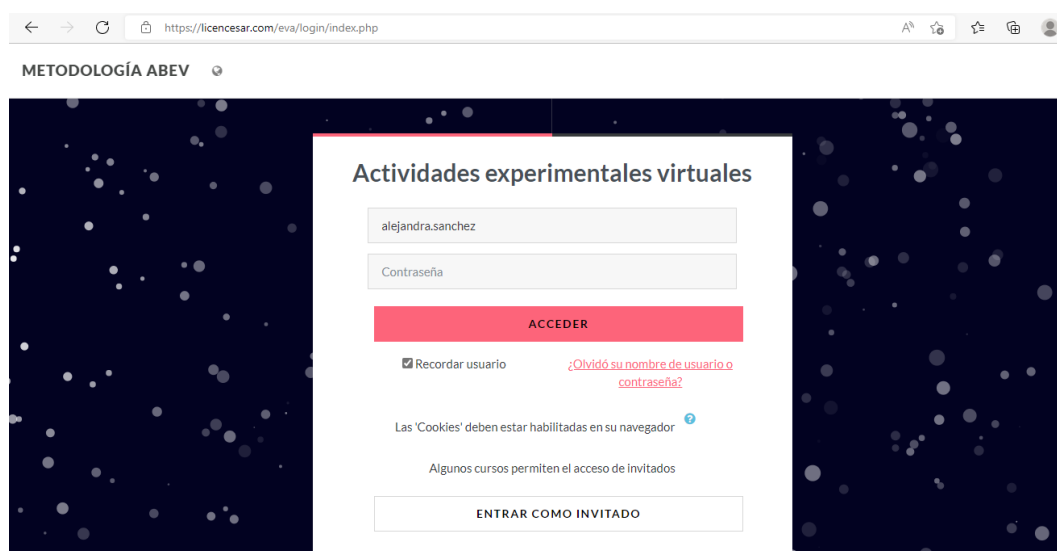 https://licencesar.com/eva/login/index.php
METODOLOGÍA ABEV
Actividades experimentales virtuales
alejandra.sanchez
Contraseña
ACCEDER
Recordar usuario
¿Olvidó su nombre de usuario o
contraseña?
Las 'Cookies' deben estar habilitadas en su navegador
Algunos cursos permiten el acceso de invitados
ENTRAR COMO INVITADO